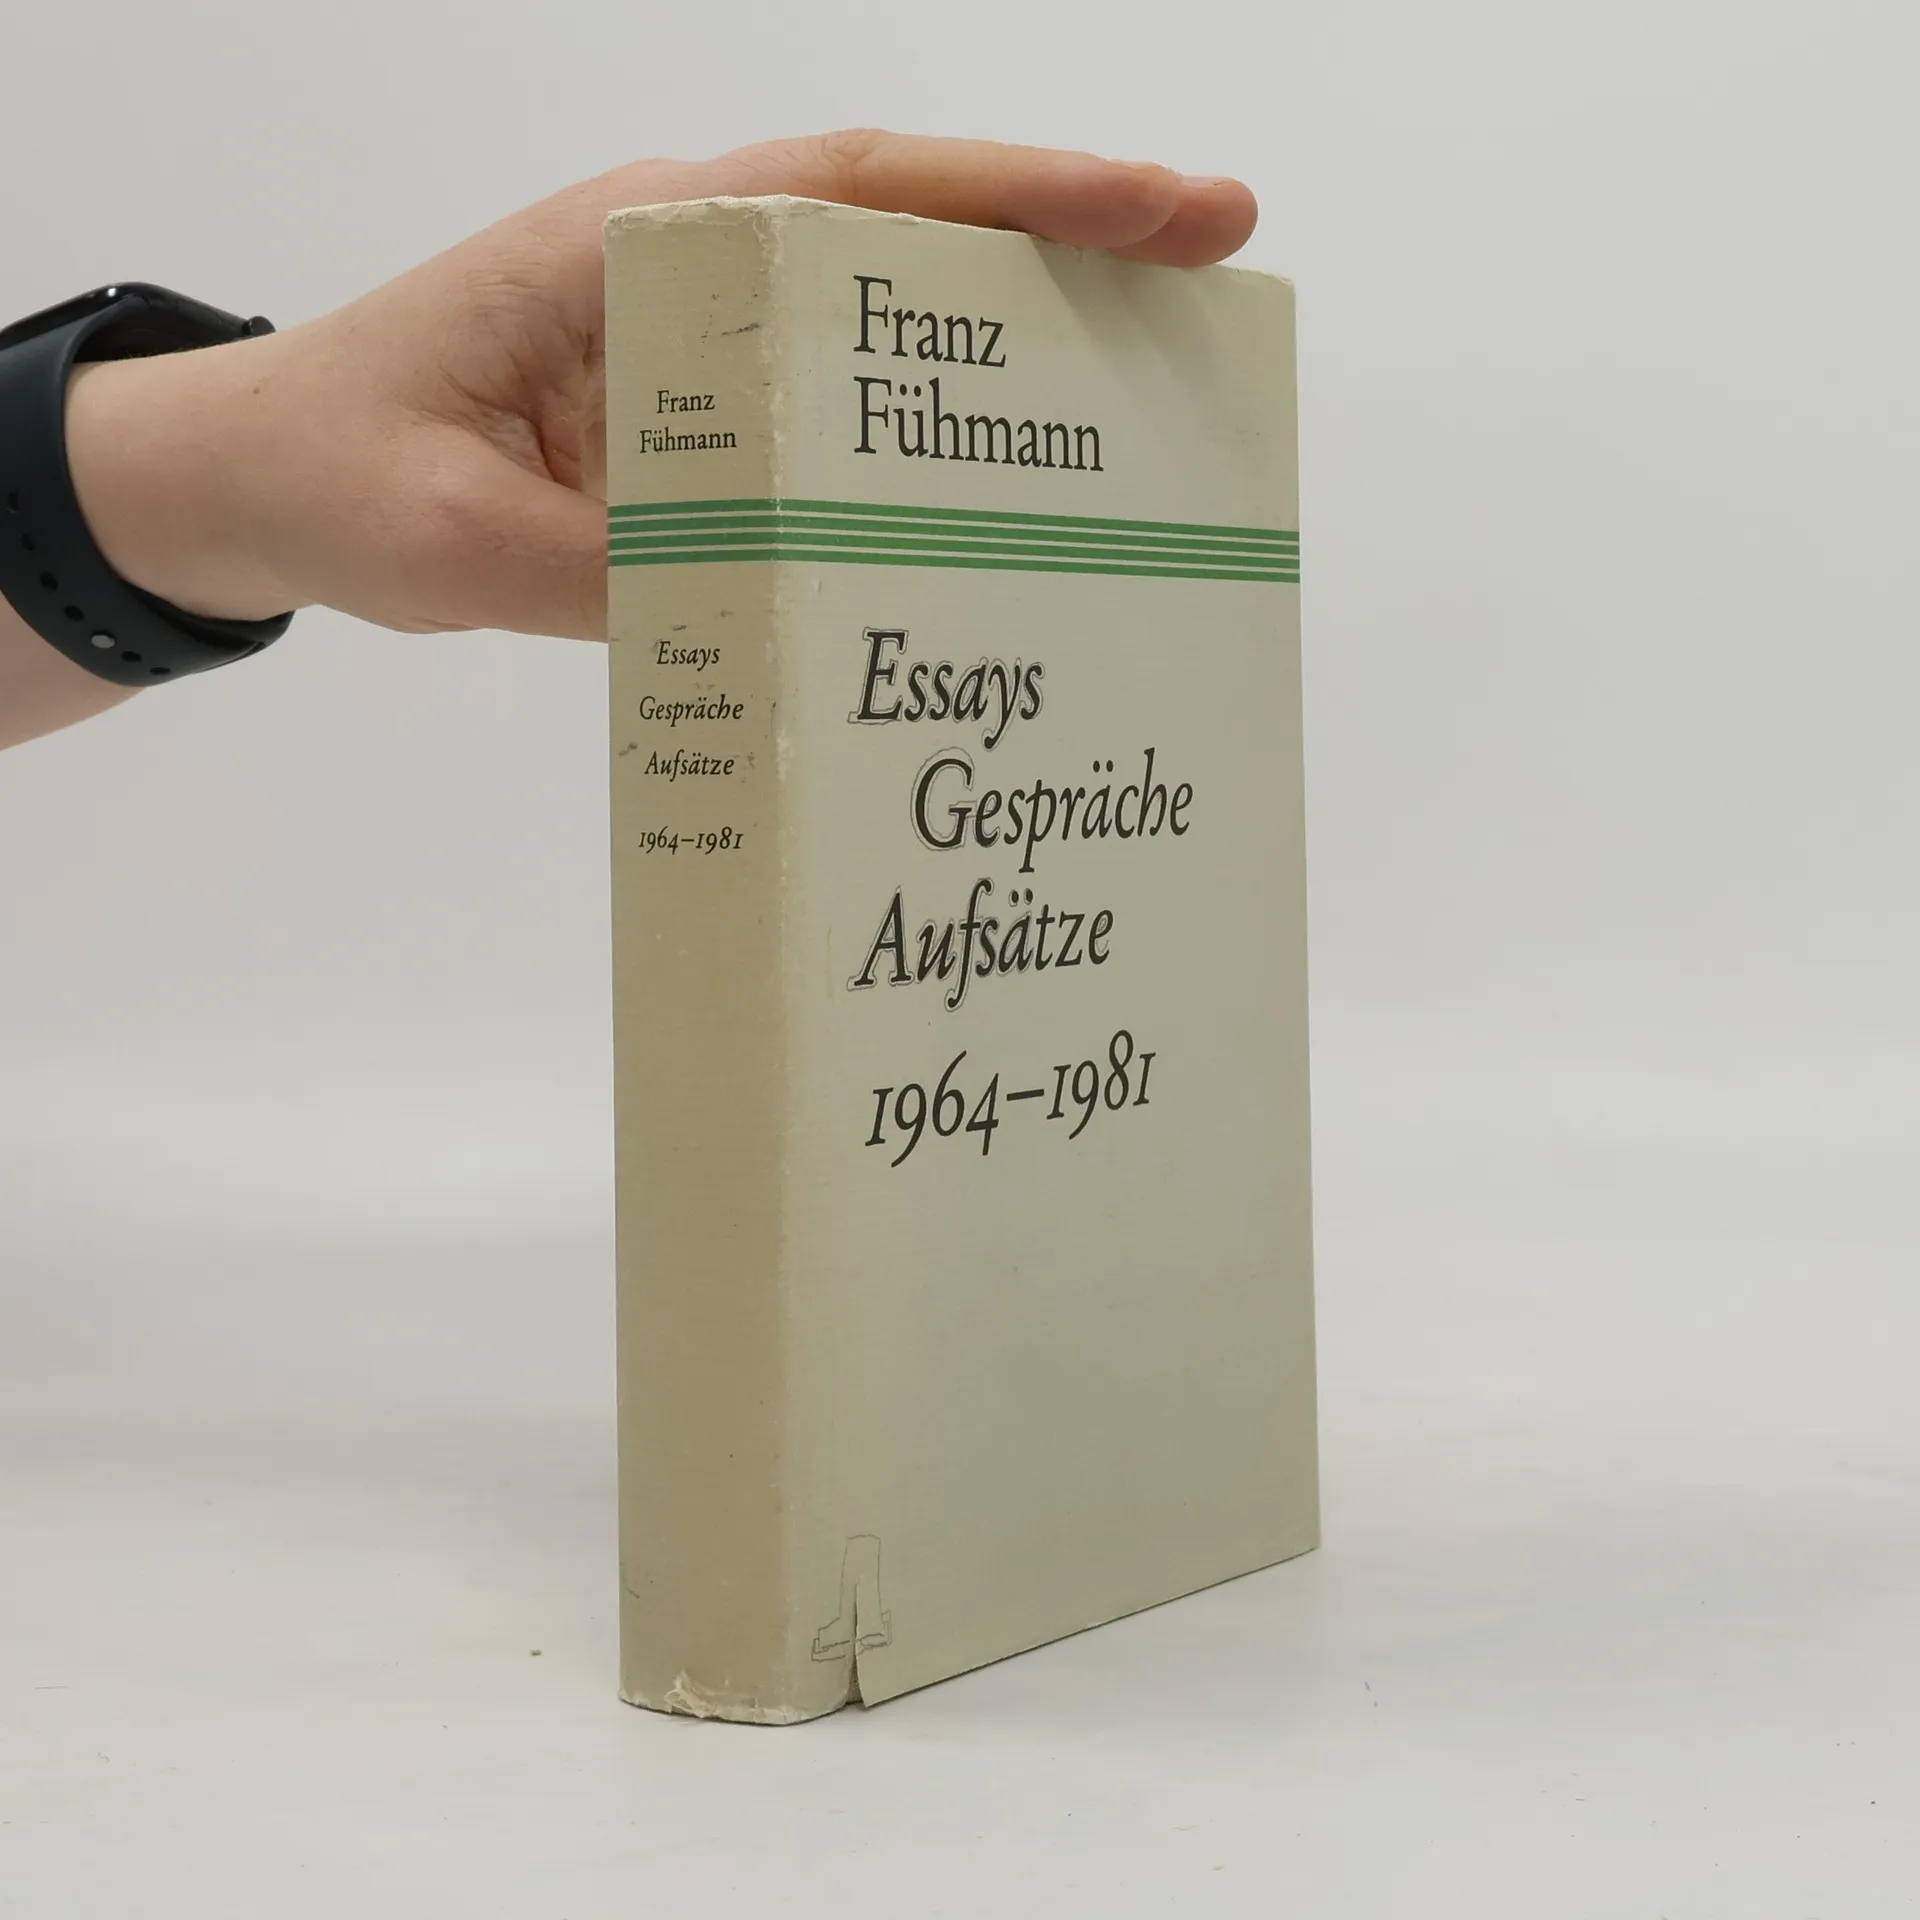 Franz
Fühmann
Essays
Gespräche
Aufsätze
1964–1981
Franz
Fühmann
Essays
Gespräche
Aufsätze
1964–1981